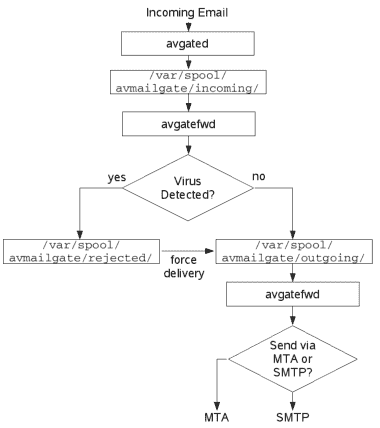 Incoming Email
avgated
/var/spool/
avmailgate/incoming/
avgatefwd
yes
Virus
Detected?
no
/var/spool/
avmailgate/rejected/
force
delivery
/var/spool/
avmailgate/outgoing/
avgatefwd
Send via
MTA or
SMTP?
MTA
SMTP